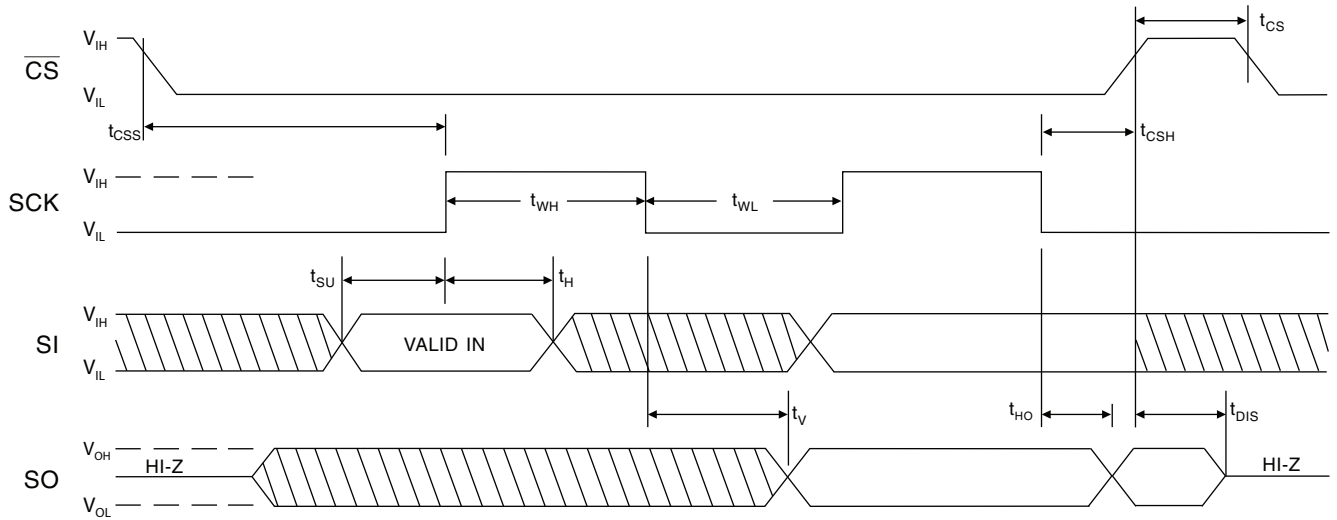 t_CS
V_IH
C̅S̅
V_IL
t_CSS
t_CSH
V_IH
SCK
t_WH
t_WL
V_IL
t_SU
t_H
V_IH
SI
VALID IN
V_IL
t_V
t_HO
t_DIS
V_OH
HI-Z
HI-Z
SO
V_OL